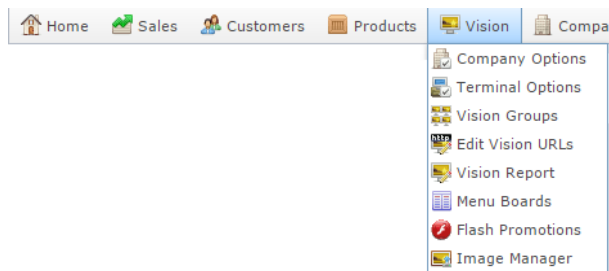 Home Sales Customers Products Vision Compa
Company Options
Terminal Options
Vision Groups
Edit Vision URLs
Vision Report
Menu Boards
Flash Promotions
Image Manager